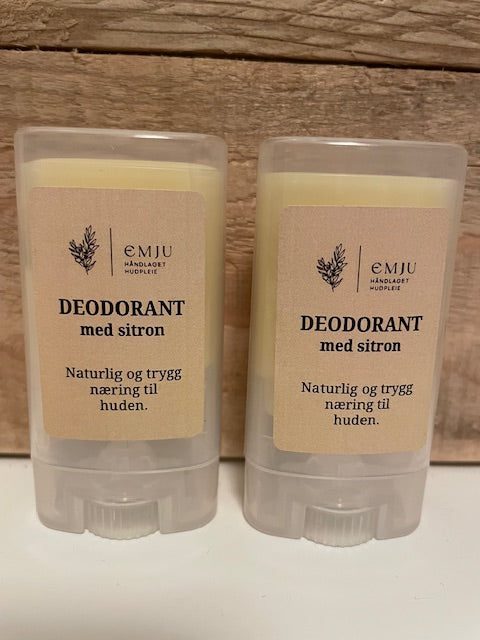 EMJU
HÅNDLAGET
HUDPLEIE
DEODORANT
med sitron
Naturlig og trygg
næring til
huden.
EMJU
HÅNDLAGET
HUDPLEIE
DEODORANT
med sitron
Naturlig og trygg
næring til
huden.